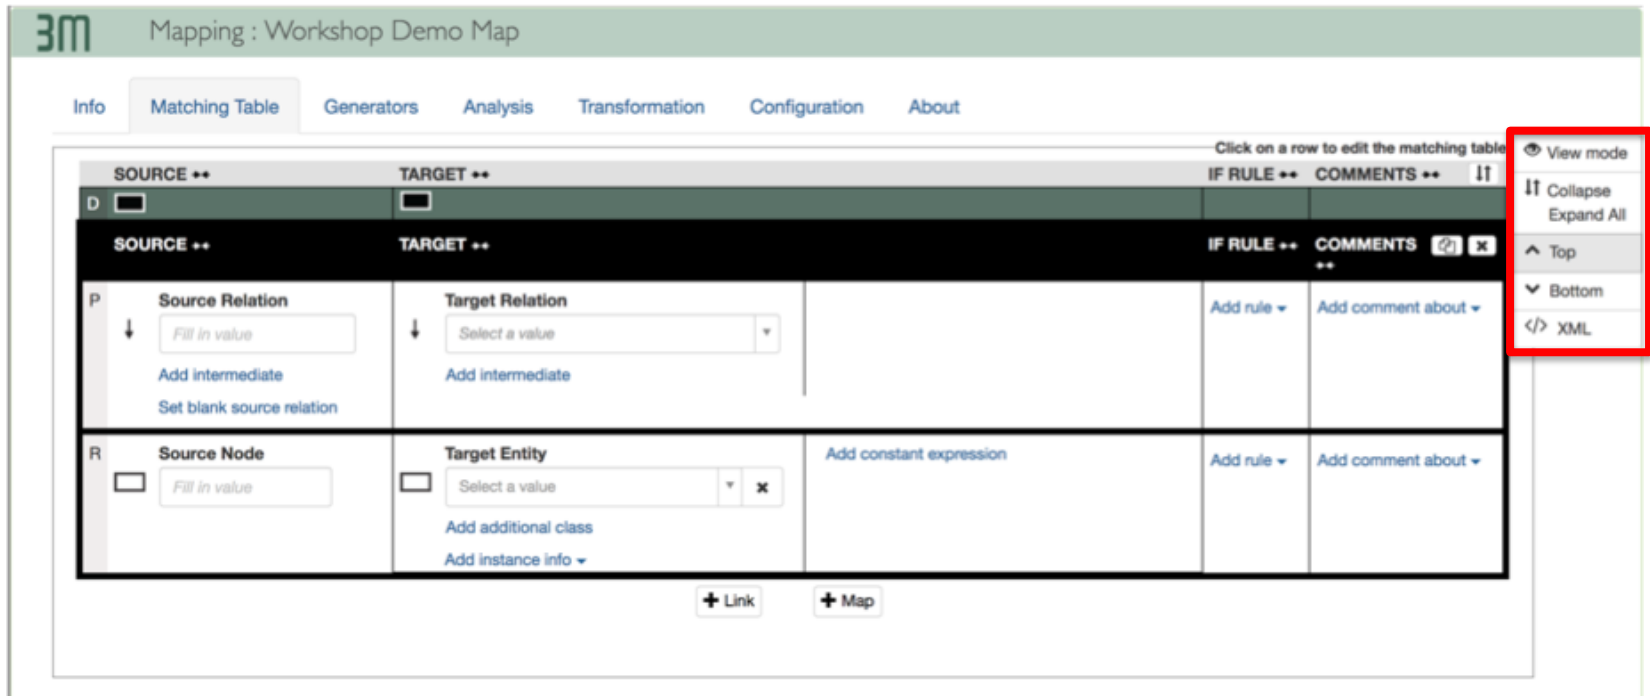 3M Mapping : Workshop Demo Map
Info Matching Table Generators Analysis Transformation Configuration About
Click on a row to edit the matching table
SOURCE TARGET IF RULE COMMENTS
D
SOURCE TARGET IF RULE COMMENTS
P Source Relation Target Relation
Fill in value Select a value Add rule Add comment about
Add intermediate Add intermediate
Set blank source relation
R Source Node Target Entity Add constant expression
Fill in value Select a value Add rule Add comment about
Add additional class
Add instance info
Link Map
View mode
Collapse
Expand All
Top
Bottom
</> XML